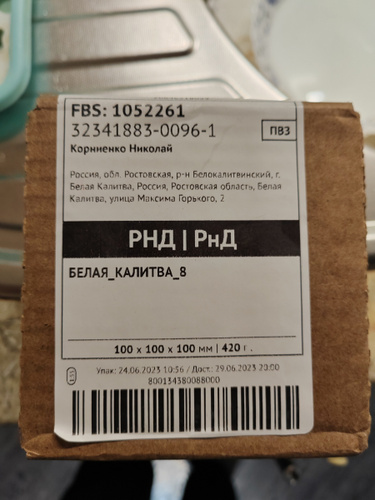 FBS: 1052261
32341883-0096-1
ПВЗ
Корниенко Николай
Россия, обл. Ростовская, р-н Белокалитвинский, г.
Белая Калитва, Россия, Ростовская область, Белая
Калитва, улица Максима Горького, 2
РНД | РнД
БЕЛАЯ_КАЛИТВА_8
100 x 100 x 100 мм | 420 г.
Упак: 24.06.2023 10:56 / Дост: 29.06.2023 20:00
800134380088000